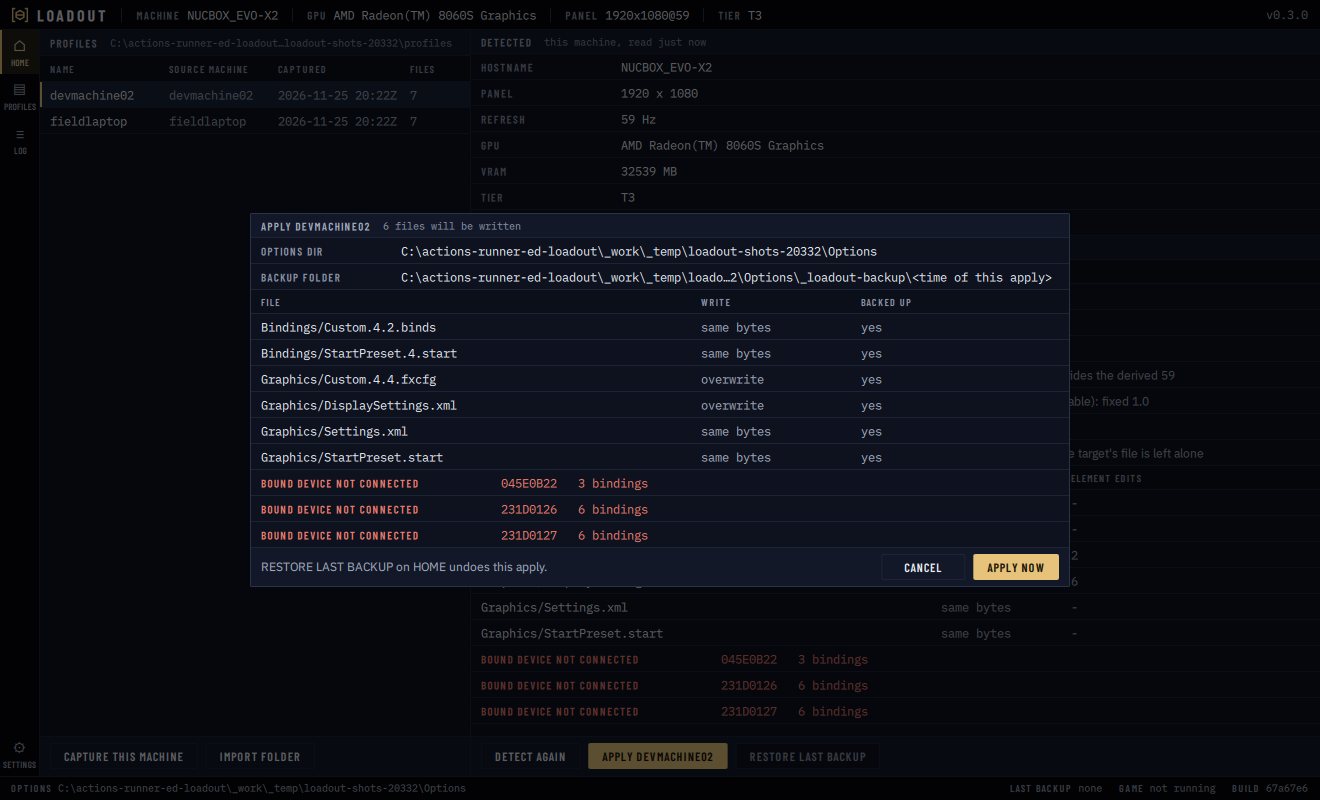 LOADOUT MACHINE NUCBOX_EVO-X2 GPU AMD Radeon(TM) 8060S Graphics PANEL 1920x1080@59 TIER T3 v0.3.0
HOME
PROFILES
LOG
SETTINGS
PROFILES C:\actions-runner-ed-loadout…loadout-shots-20332\profiles
NAME SOURCE MACHINE CAPTURED FILES
devmachine02 devmachine02 2026-11-25 20:22Z 7
fieldlaptop fieldlaptop 2026-11-25 20:22Z 7
DETECTED this machine, read just now
HOSTNAME NUCBOX_EVO-X2
PANEL 1920 x 1080
REFRESH 59 Hz
GPU AMD Radeon(TM) 8060S Graphics
VRAM 32539 MB
TIER T3
APPLY DEVMACHINE02 6 files will be written
OPTIONS DIR C:\actions-runner-ed-loadout\_work\_temp\loadout-shots-20332\Options
BACKUP FOLDER C:\actions-runner-ed-loadout\_work\_temp\loado…2\Options\_loadout-backup\<time of this apply>
FILE WRITE BACKED UP
Bindings/Custom.4.2.binds same bytes yes
Bindings/StartPreset.4.start same bytes yes
Graphics/Custom.4.4.fxcfg overwrite yes
Graphics/DisplaySettings.xml overwrite yes
Graphics/Settings.xml same bytes yes
Graphics/StartPreset.start same bytes yes
BOUND DEVICE NOT CONNECTED 045E0B22 3 bindings
BOUND DEVICE NOT CONNECTED 231D0126 6 bindings
BOUND DEVICE NOT CONNECTED 231D0127 6 bindings
RESTORE LAST BACKUP on HOME undoes this apply. CANCEL APPLY NOW
ides the derived 59
able): fixed 1.0
e target's file is left alone
ELEMENT EDITS
-
-
2
6
Graphics/Settings.xml same bytes -
Graphics/StartPreset.start same bytes -
BOUND DEVICE NOT CONNECTED 045E0B22 3 bindings
BOUND DEVICE NOT CONNECTED 231D0126 6 bindings
BOUND DEVICE NOT CONNECTED 231D0127 6 bindings
CAPTURE THIS MACHINE IMPORT FOLDER DETECT AGAIN APPLY DEVMACHINE02 RESTORE LAST BACKUP
OPTIONS C:\actions-runner-ed-loadout\_work\_temp\loadout-shots-20332\Options LAST BACKUP none GAME not running BUILD 67a67e6